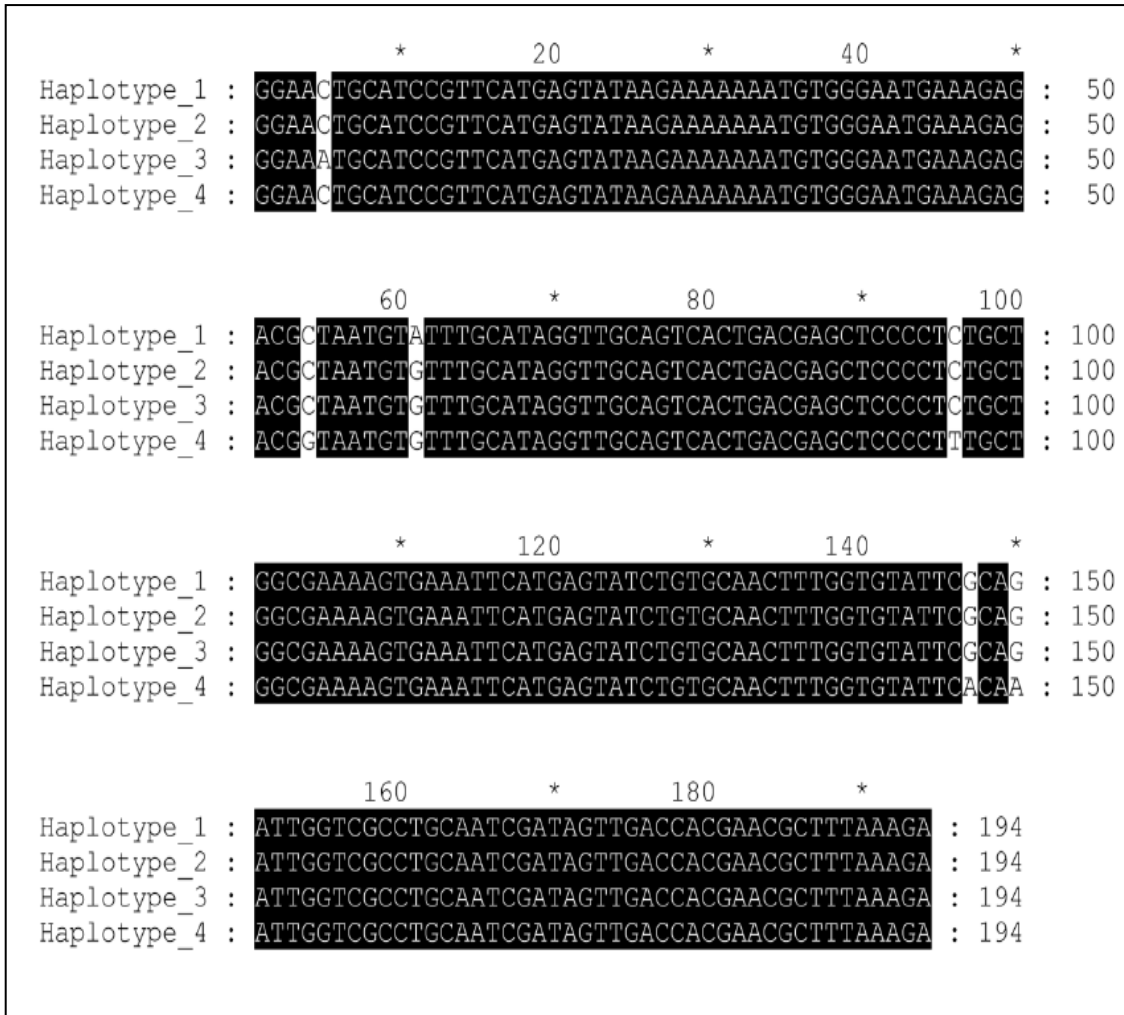 * 20 * 40 *
Haplotype_1 : GGAACTGCATCCGTTCATGAGTATAAGAAAAAAATGTGGGAATGAAAGAG : 50
Haplotype_2 : GGAACTGCATCCGTTCATGAGTATAAGAAAAAAATGTGGGAATGAAAGAG : 50
Haplotype_3 : GGAAATGCATCCGTTCATGAGTATAAGAAAAAAATGTGGGAATGAAAGAG : 50
Haplotype_4 : GGAACTGCATCCGTTCATGAGTATAAGAAAAAAATGTGGGAATGAAAGAG : 50
60 * 80 * 100
Haplotype_1 : ACGCTAATGTATTTGCATAGGTTGCAGTCACTGACGAGCTCCCCTCTGCT : 100
Haplotype_2 : ACGCTAATGTGTTTGCATAGGTTGCAGTCACTGACGAGCTCCCCTCTGCT : 100
Haplotype_3 : ACGCTAATGTGTTTGCATAGGTTGCAGTCACTGACGAGCTCCCCTCTGCT : 100
Haplotype_4 : ACGGTAATGTGTTTGCATAGGTTGCAGTCACTGACGAGCTCCCCTTTGCT : 100
* 120 * 140 *
Haplotype_1 : GGCGAAAAGTGAAATTCATGAGTATCTGTGCAACTTTGGTGTATTCGCAG : 150
Haplotype_2 : GGCGAAAAGTGAAATTCATGAGTATCTGTGCAACTTTGGTGTATTCGCAG : 150
Haplotype_3 : GGCGAAAAGTGAAATTCATGAGTATCTGTGCAACTTTGGTGTATTCGCAG : 150
Haplotype_4 : GGCGAAAAGTGAAATTCATGAGTATCTGTGCAACTTTGGTGTATTCACAA : 150
160 * 180 *
Haplotype_1 : ATTGGTCGCCTGCAATCGATAGTTGACCACGAACGCTTTAAAGA : 194
Haplotype_2 : ATTGGTCGCCTGCAATCGATAGTTGACCACGAACGCTTTAAAGA : 194
Haplotype_3 : ATTGGTCGCCTGCAATCGATAGTTGACCACGAACGCTTTAAAGA : 194
Haplotype_4 : ATTGGTCGCCTGCAATCGATAGTTGACCACGAACGCTTTAAAGA : 194